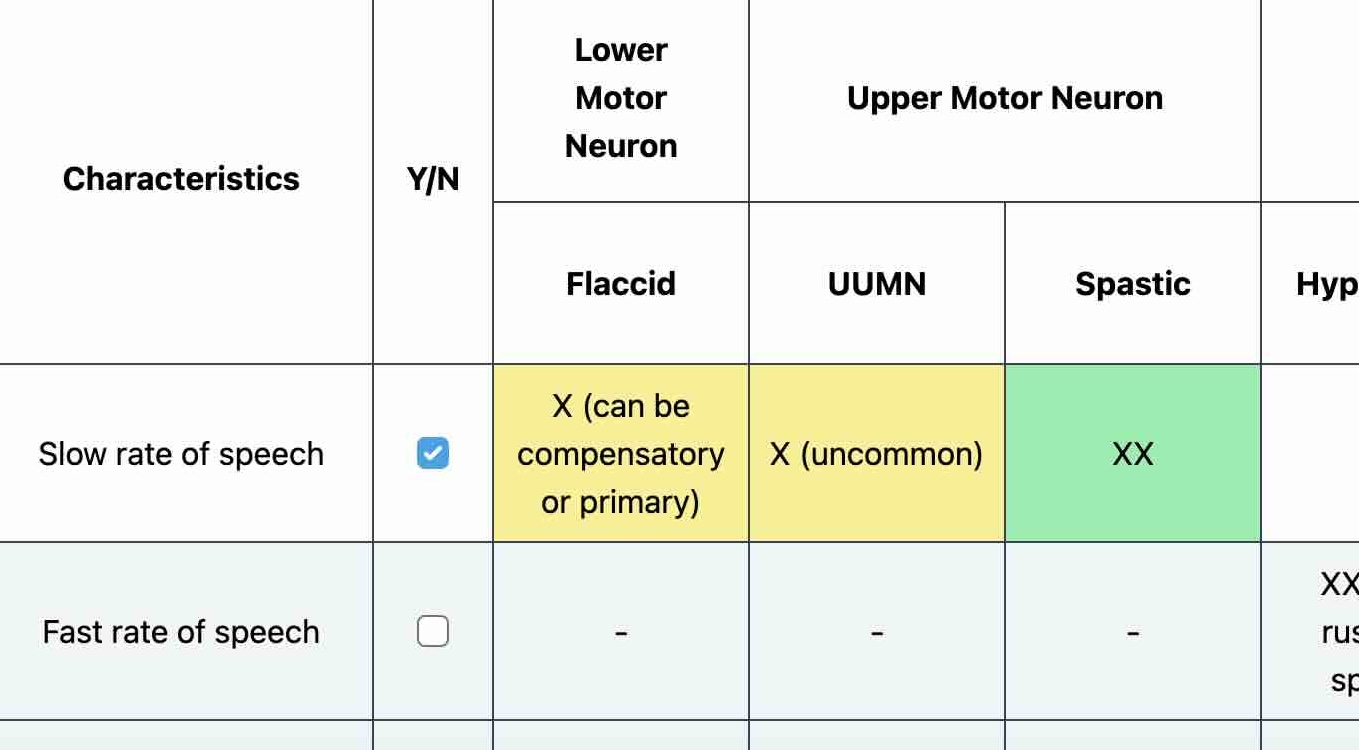 Characteristics
Y/N
Lower
Motor
Neuron
Upper Motor Neuron
Flaccid
UUMN
Spastic
Hyp
Slow rate of speech
X (can be
compensatory
or primary)
X (uncommon)
XX
Fast rate of speech
-
-
-
XX
rus
sp